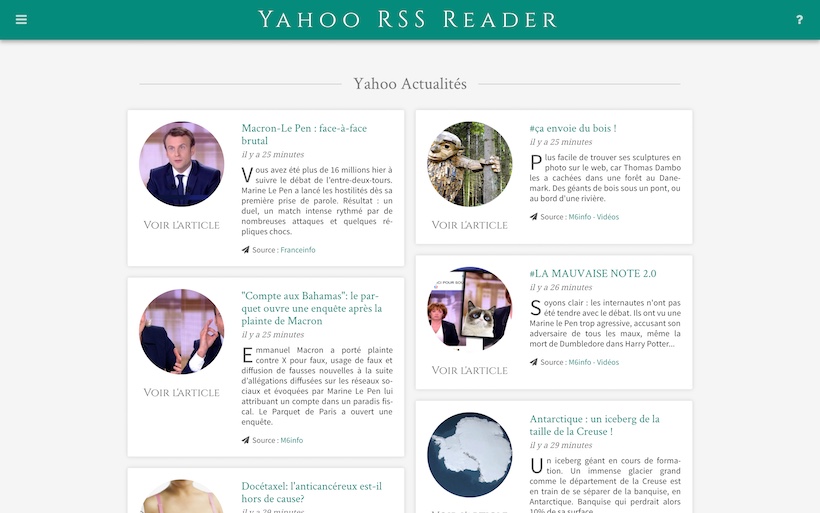 Yahoo RSS Reader
?
Yahoo Actualités
Macron-Le Pen : face-à-face
brutal
il y a 25 minutes
Vous avez été plus de 16 millions hier à
suivre le débat de l'entre-deux-tours.
Marine Le Pen a lancé les hostilités dès sa
première prise de parole. Résultat : un
duel, un match intense rythmé par de
nombreuses attaques et quelques ré-
pliques chocs.
Voir l'article
Source : Franceinfo
"Compte aux Bahamas": le par-
quet ouvre une enquête après la
plainte de Macron
il y a 25 minutes
Emmanuel Macron a porté plainte
contre X pour faux, usage de faux et
diffusion de fausses nouvelles à la suite
d'allégations diffusées sur les réseaux so-
ciaux et évoquées par Marine Le Pen lui
attribuant un compte dans un paradis fis-
cal. Le Parquet de Paris a ouvert une
enquête.
Voir l'article
Source : M6info
Docétaxel: l'anticancéreux est-il
hors de cause?
il y a 29 minutes
#ça envoie du bois !
il y a 25 minutes
Plus facile de trouver ses sculptures en
photo sur le web, car Thomas Dambo
les a cachées dans une forêt au Dane-
mark. Des géants de bois sous un pont, ou
au bord d'une rivière.
Voir l'article
Source : M6info - Vidéos
#LA MAUVAISE NOTE 2.0
il y a 26 minutes
Soyons clair : les internautes n'ont pas
été tendre avec le débat. Ils ont vu une
Marine le Pen trop agressive, accusant son
adversaire de tous les maux, même la
mort de Dumbledore dans Harry Potter...
Voir l'article
Source : M6info - Vidéos
Antarctique : un iceberg de la
taille de la Creuse !
il y a 29 minutes
Un iceberg géant en cours de forma-
tion. Un immense glacier grand
comme le département de la Creuse est
en train de se séparer de la banquise, en
Antarctique. Banquise qui perdrait alors
10% de sa surface